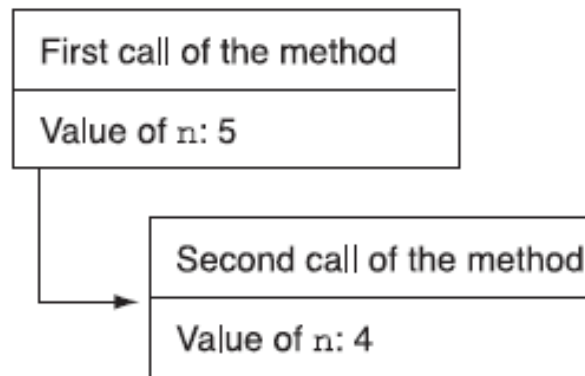 First call of the method
Value of n: 5
Second call of the method
Value of n: 4